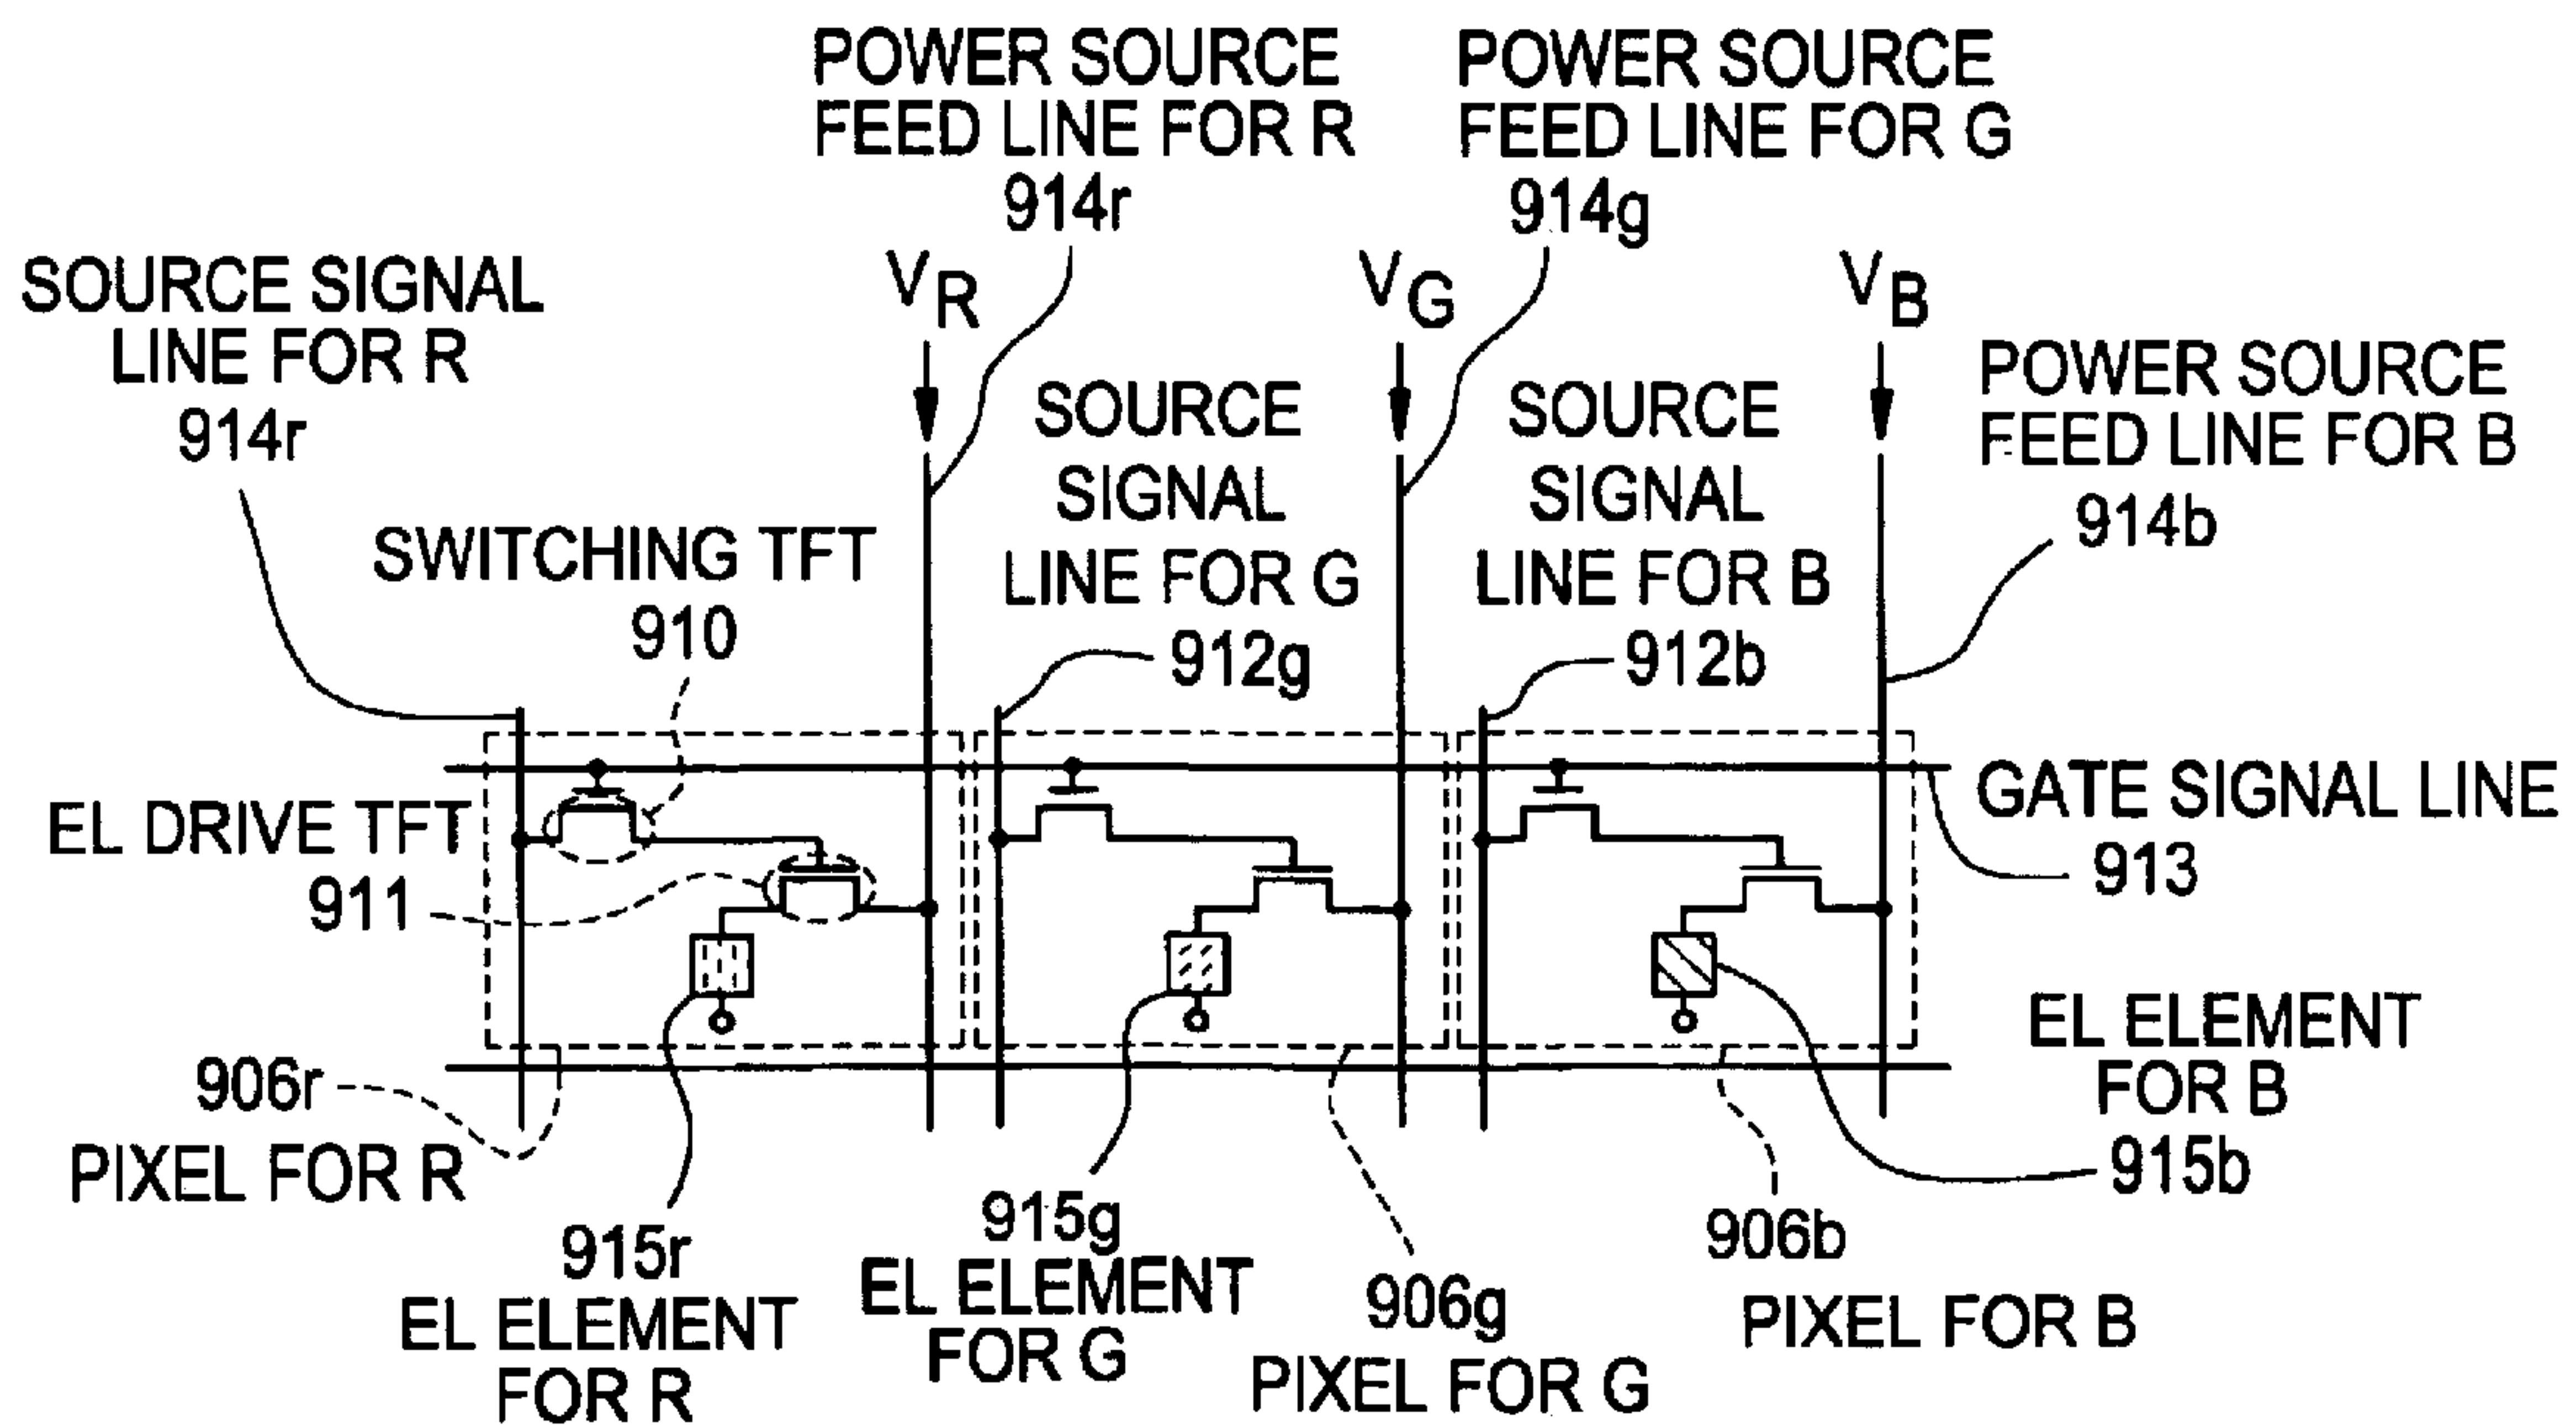 POWER SOURCE
FEED LINE FOR R
914r
POWER SOURCE
FEED LINE FOR G
914g
SOURCE SIGNAL
LINE FOR R
914r
VR
VG
VB
POWER SOURCE
FEED LINE FOR B
914b
SOURCE
SIGNAL
LINE FOR G
912g
SOURCE
SIGNAL
LINE FOR B
912b
SWITCHING TFT
910
EL DRIVE TFT
911
GATE SIGNAL LINE
913
906r
PIXEL FOR R
915r
EL ELEMENT
FOR R
915g
EL ELEMENT
FOR G
906g
PIXEL FOR G
906b
PIXEL FOR B
EL ELEMENT
FOR B
915b